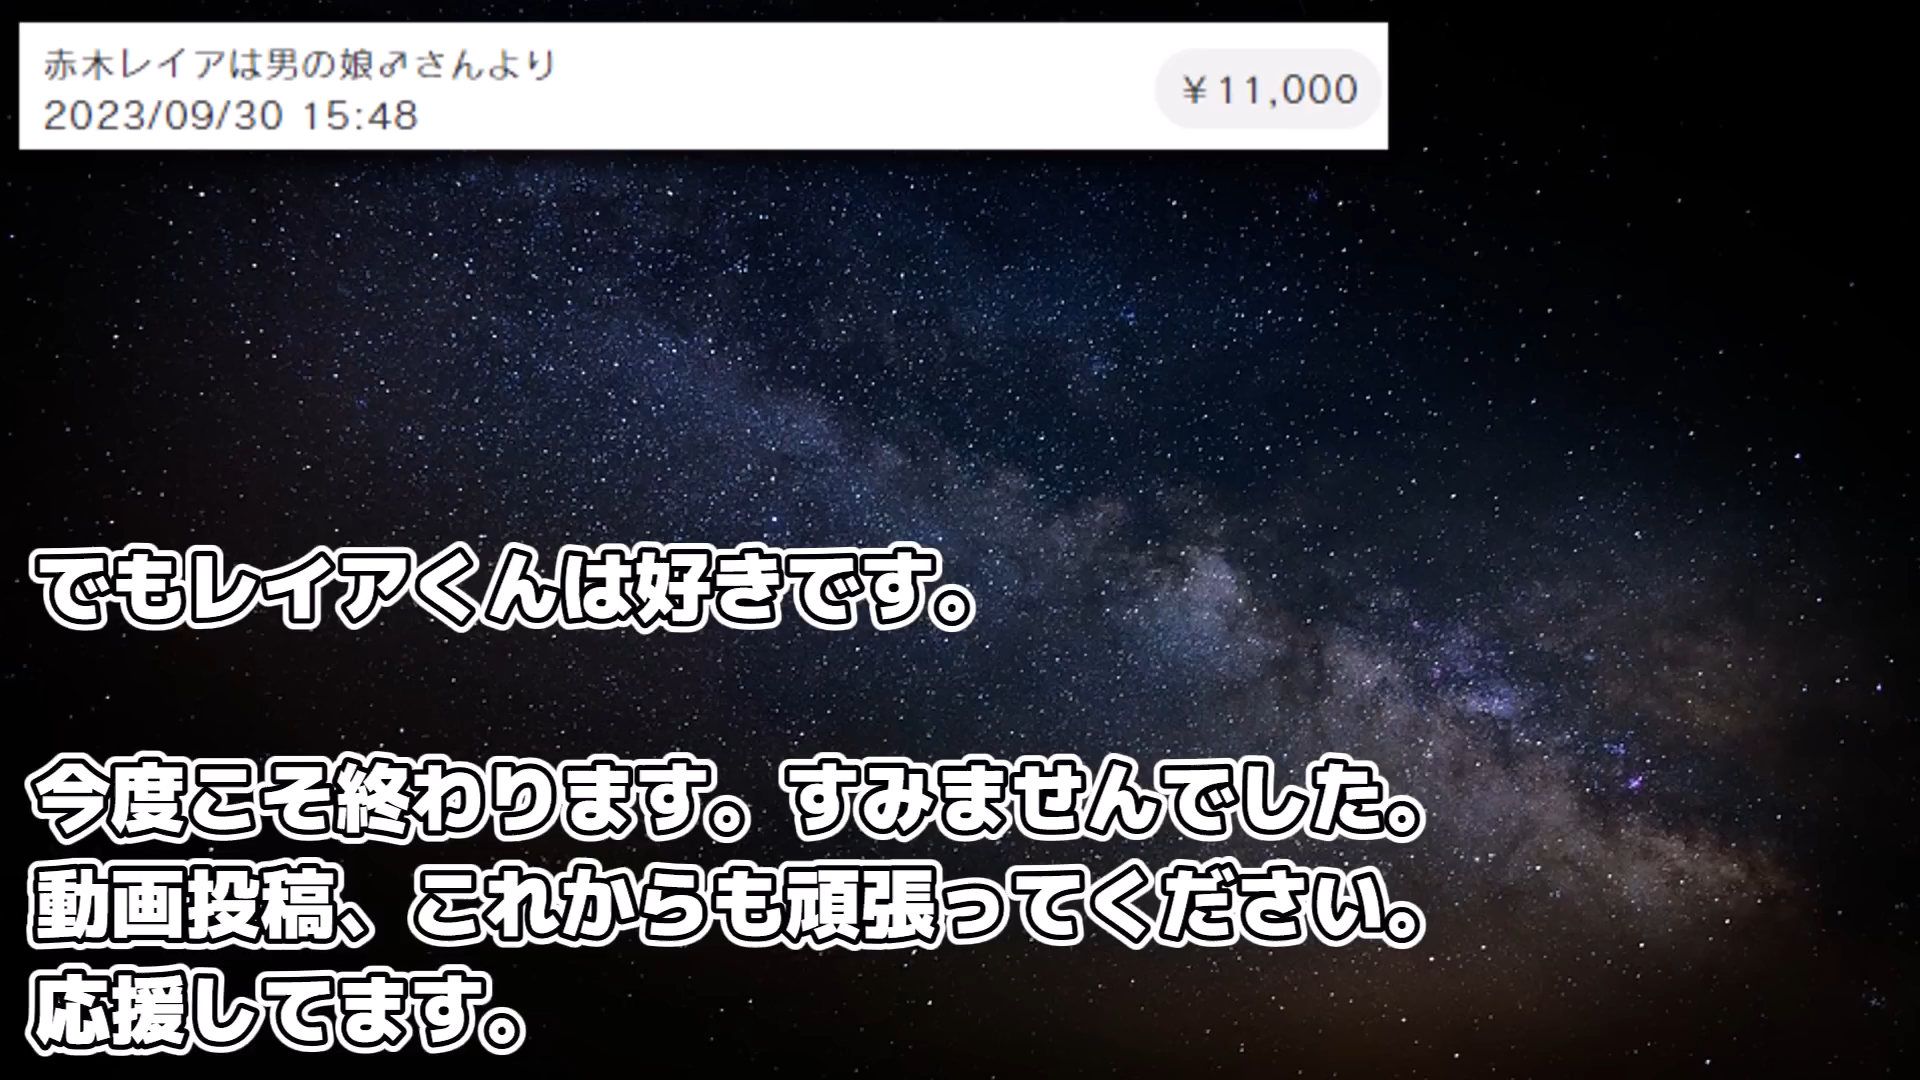 赤木レイアは男の娘♂さんより
2023/09/30 15:48
￥11,000
でもレイアくんは好きです。
今度こそ終わります。すみませんでした。
動画投稿、これからも頑張ってください。
応援してます。